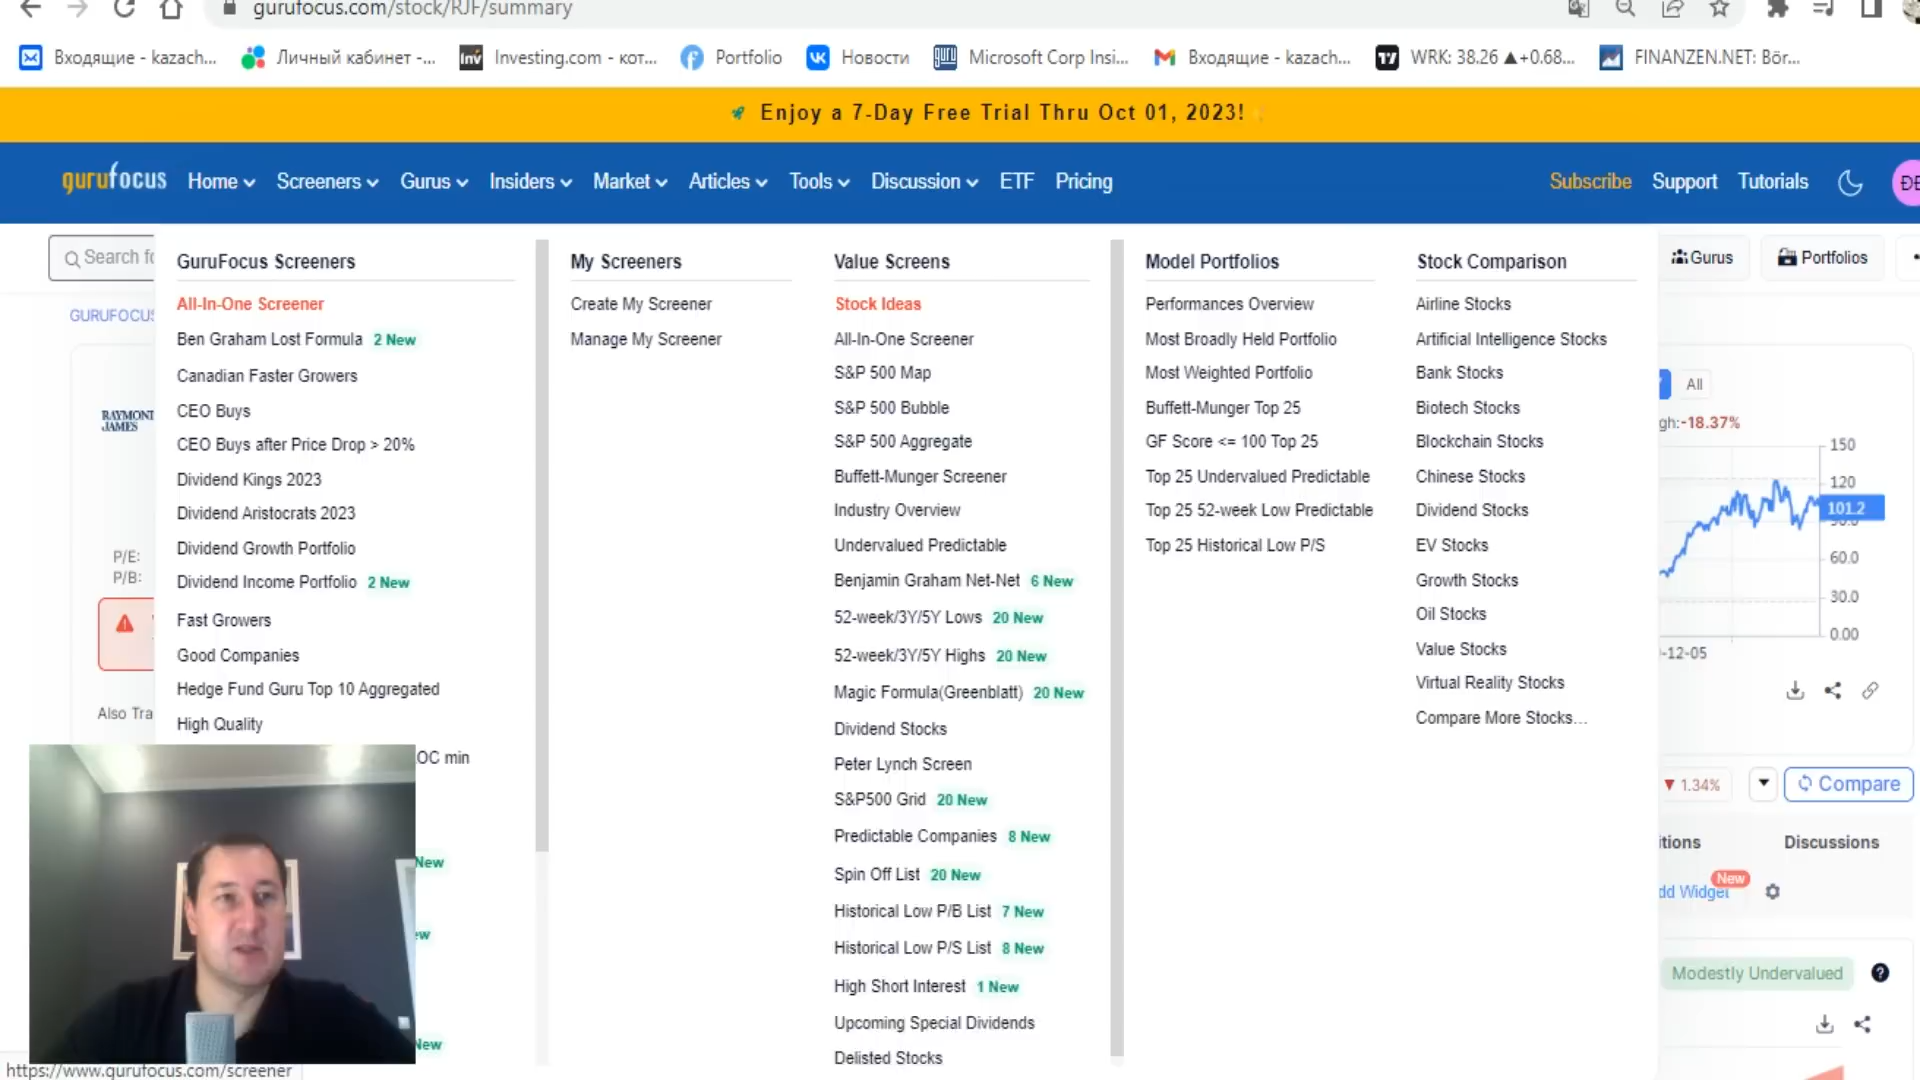 gurufocus.com/stock/RJF/summary
Входящие - kazach...
Личный кабинет -...
Investing.com - кот...
Portfolio
Новости
Microsoft Corp Insi...
Входящие - kazach...
WRK: 38.26 ▲+0.68...
FINANZEN.NET: Bör...
Enjoy a 7-Day Free Trial Thru Oct 01, 2023!
gurufocus Home Screeners Gurus Insiders Market Articles Tools Discussion ETF Pricing Subscribe Support Tutorials
Search fo
Gurus
Portfolios
GURUFOCUS
RAYMOND
JAMES
P/E:
P/B:
Also Tra
GuruFocus Screeners
All-In-One Screener
Ben Graham Lost Formula 2 New
Canadian Faster Growers
CEO Buys
CEO Buys after Price Drop > 20%
Dividend Kings 2023
Dividend Aristocrats 2023
Dividend Growth Portfolio
Dividend Income Portfolio 2 New
Fast Growers
Good Companies
Hedge Fund Guru Top 10 Aggregated
High Quality
OC min
New
New
My Screeners
Create My Screener
Manage My Screener
Value Screens
Stock Ideas
All-In-One Screener
S&P 500 Map
S&P 500 Bubble
S&P 500 Aggregate
Buffett-Munger Screener
Industry Overview
Undervalued Predictable
Benjamin Graham Net-Net 6 New
52-week/3Y/5Y Lows 20 New
52-week/3Y/5Y Highs 20 New
Magic Formula(Greenblatt) 20 New
Dividend Stocks
Peter Lynch Screen
S&P500 Grid 20 New
Predictable Companies 8 New
Spin Off List 20 New
Historical Low P/B List 7 New
Historical Low P/S List 8 New
High Short Interest 1 New
Upcoming Special Dividends
Delisted Stocks
Model Portfolios
Performances Overview
Most Broadly Held Portfolio
Most Weighted Portfolio
Buffett-Munger Top 25
GF Score <= 100 Top 25
Top 25 Undervalued Predictable
Top 25 52-week Low Predictable
Top 25 Historical Low P/S
Stock Comparison
Airline Stocks
Artificial Intelligence Stocks
Bank Stocks
Biotech Stocks
Blockchain Stocks
Chinese Stocks
Dividend Stocks
EV Stocks
Growth Stocks
Oil Stocks
Value Stocks
Virtual Reality Stocks
Compare More Stocks...
All
gh:-18.37%
150
120
101.2
60.0
30.0
0.00
-12-05
▼ 1.34%
Compare
itions
Discussions
New
dd Widget
Modestly Undervalued
https://www.gurufocus.com/screener